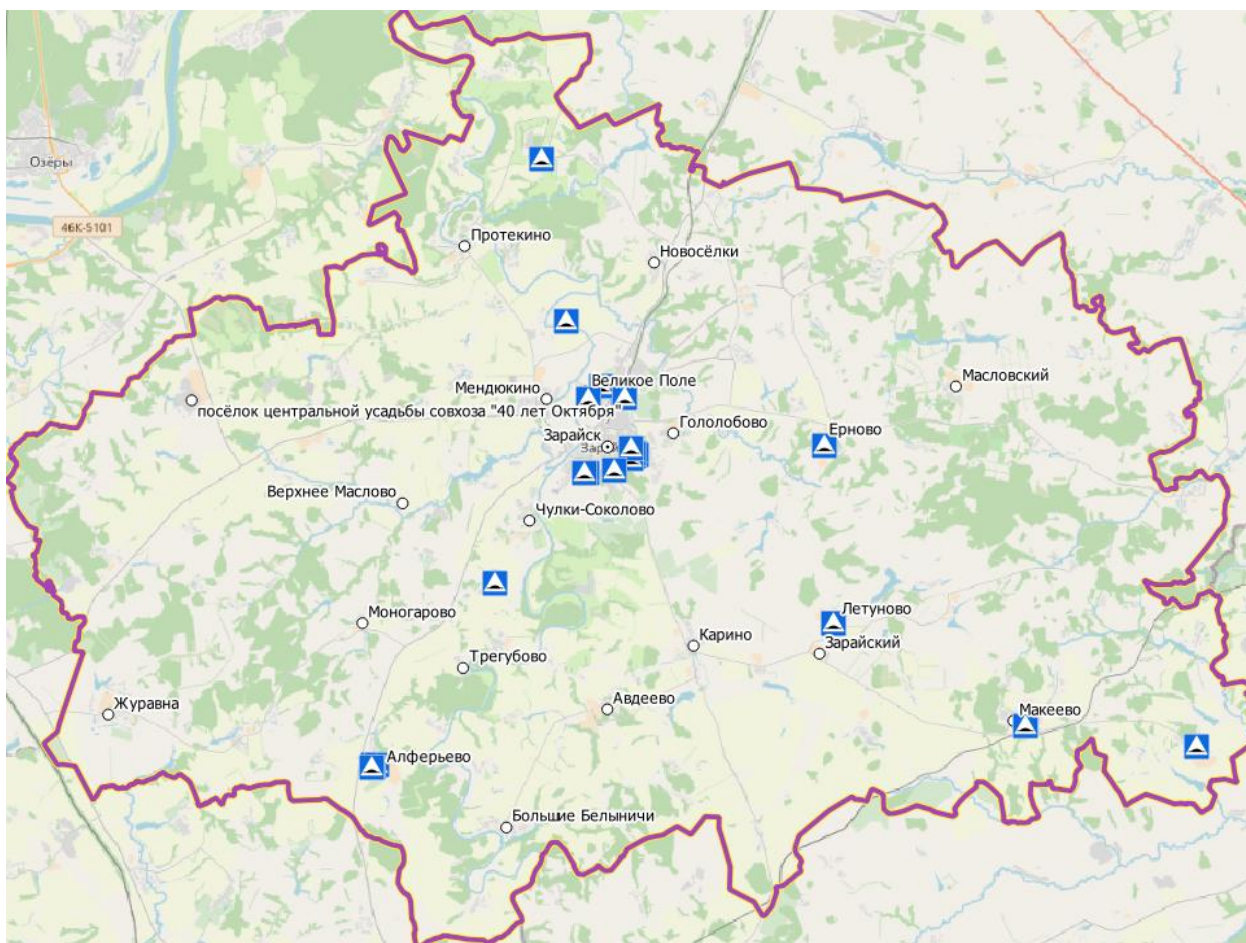 Озёры
46К-5101
Протекино
Новосёлки
Великое Поле
Мендюкино
Масловский
посёлок центральной усадьбы совхоза "40 лет Октября"
Гололобово
Ерново
Зарайск
Верхнее Маслово
Чулки-Соколово
Летуново
Моногарово
Карино
Зарайский
Трегубово
Журавна
Авдеево
Макеево
Алферьево
Большие Белыничи